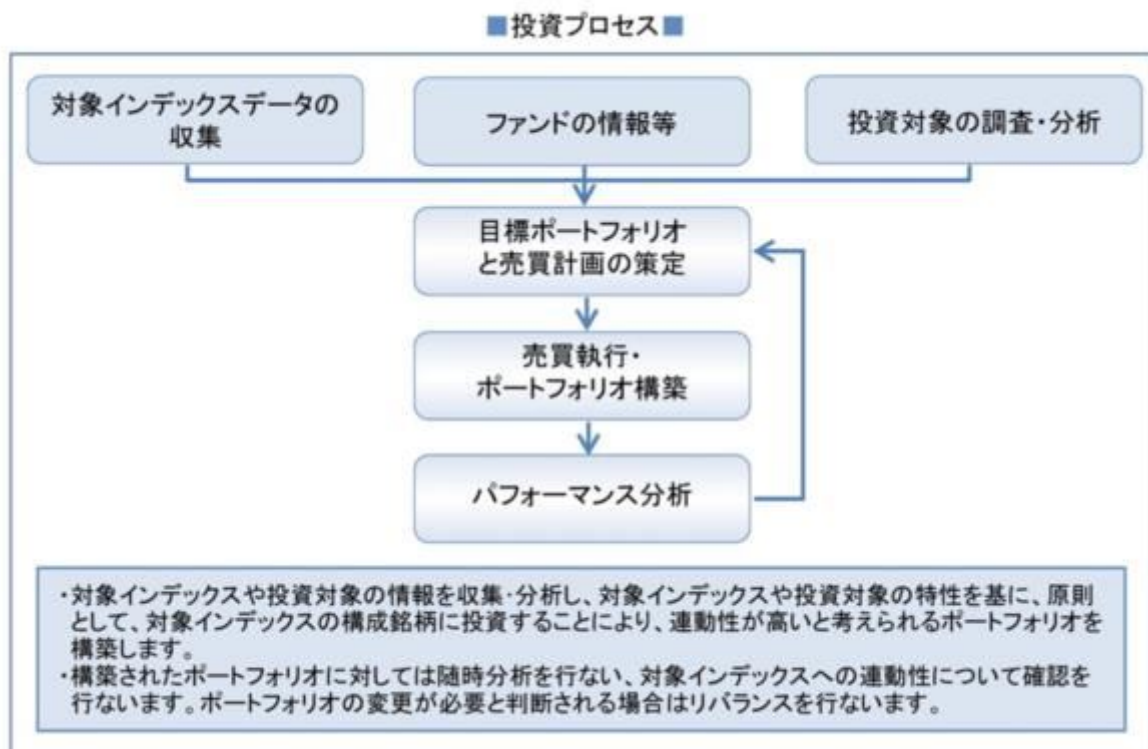 ■投資プロセス■
対象インデックスデータの
収集
ファンドの情報等
投資対象の調査・分析
目標ポートフォリオ
と売買計画の策定
売買執行・
ポートフォリオ構築
パフォーマンス分析
・対象インデックスや投資対象の情報を収集・分析し、対象インデックスや投資対象の特性を基に、原則
として、対象インデックスの構成銘柄に投資することにより、連動性が高いと考えられるポートフォリオを
構築します。
・構築されたポートフォリオに対しては随時分析を行ない、対象インデックスへの連動性について確認を
行ないます。ポートフォリオの変更が必要と判断される場合はリバランスを行ないます。